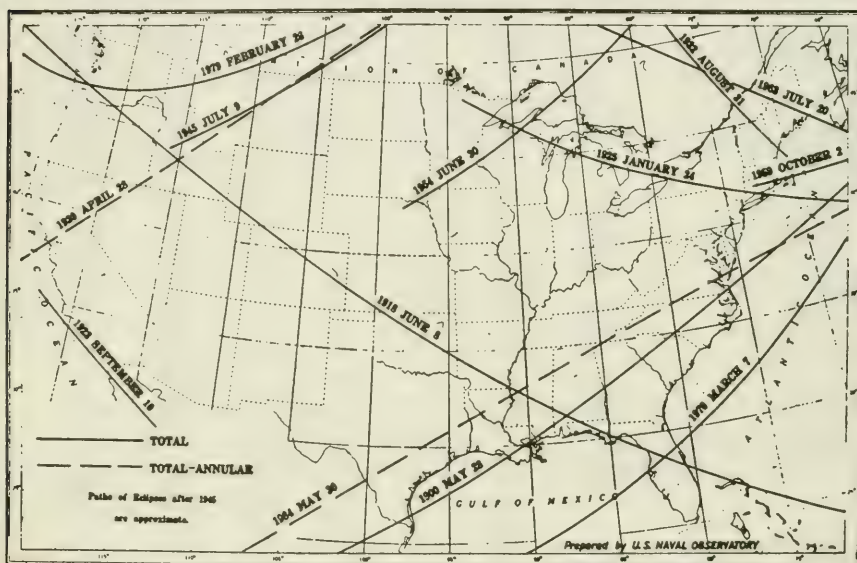 1979 FEBRUARY 26
DOMINION OF CANADA
1945 JULY 9
1932 AUGUST 31
1963 JULY 20
1954 JUNE 30
1925 JANUARY 24
1959 OCTOBER 2
1930 APRIL 28
PACIFIC OCEAN
1918 JUNE 8
1923 SEPTEMBER 10
1970 MARCH 7
ATLANTIC OCEAN
TOTAL
TOTAL-ANNULAR
Paths of Eclipses after 1945
are approximate.
1984 MAY 30
1900 MAY 28
GULF OF MEXICO
Prepared by U.S. NAVAL OBSERVATORY